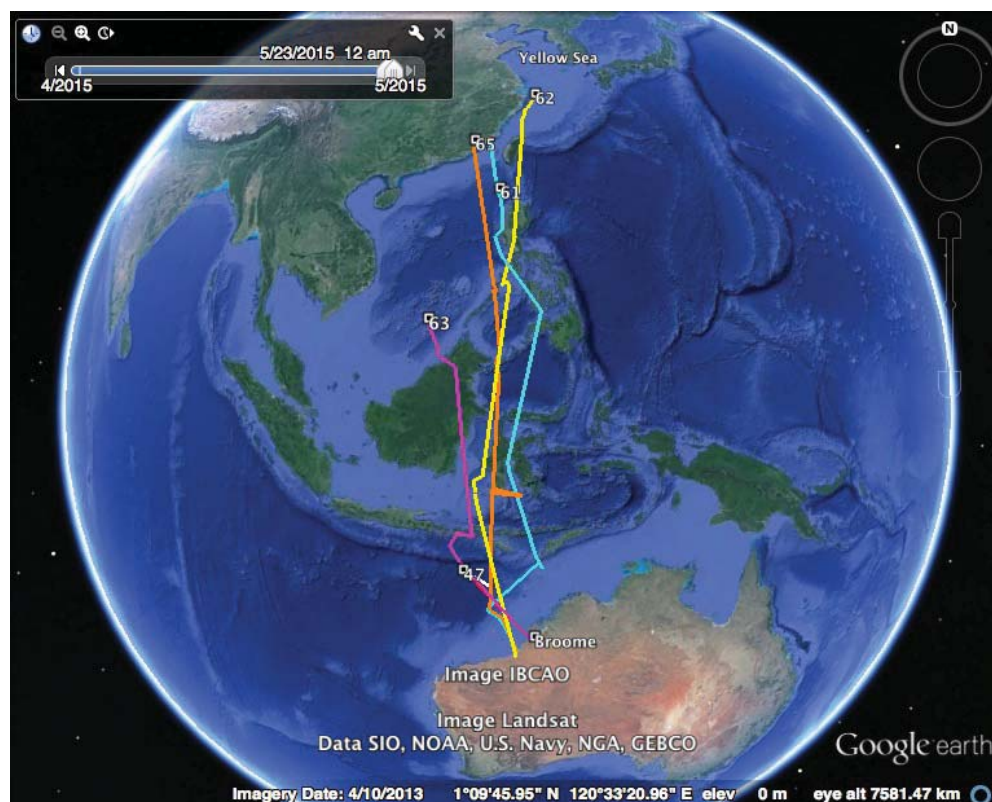 5/23/2015 12 am
4/2015
5/2015
N
Yellow Sea
62
65
61
63
47
Broome
Image IBCAO
Image Landsat
Data SIO, NOAA, U.S. Navy, NGA, GEBCO
Google earth
Imagery Date: 4/10/2013 1°09'45.95" N 120°33'20.96" E elev 0 m eye alt 7581.47 km